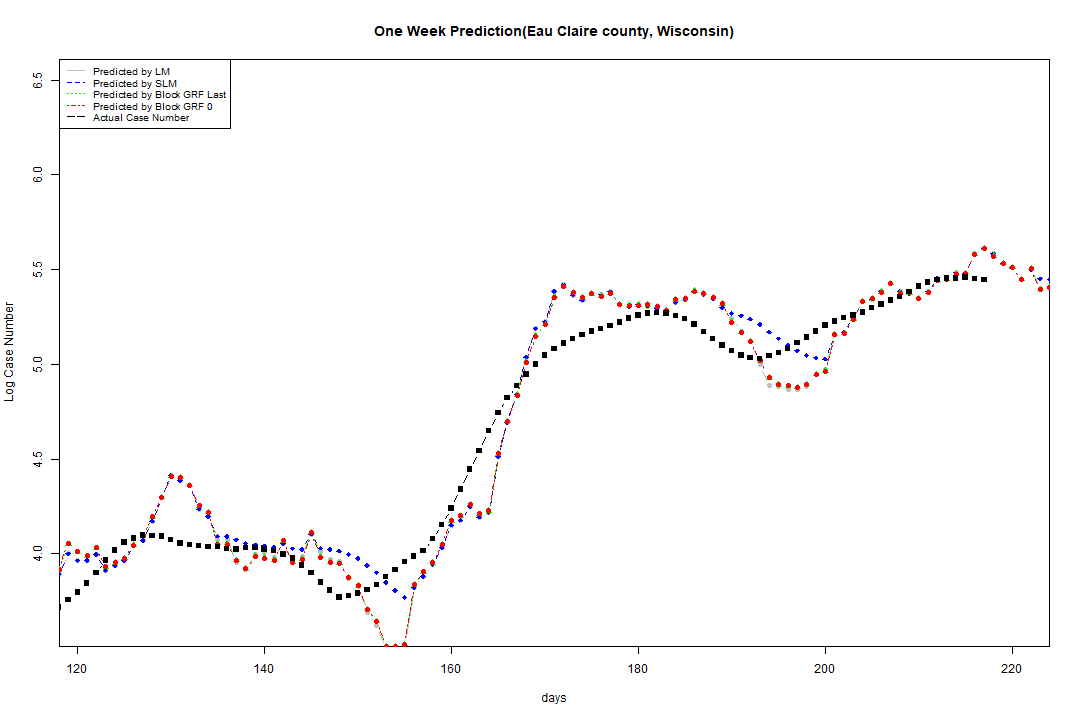 One Week Prediction(Eau Claire county, Wisconsin)
Predicted by LM
Predicted by SLM
Predicted by Block GRF Last
Predicted by Block GRF 0
Actual Case Number
6.5
6.0
5.5
5.0
4.5
4.0
Log Case Number
120 140 160 180 200 220
days